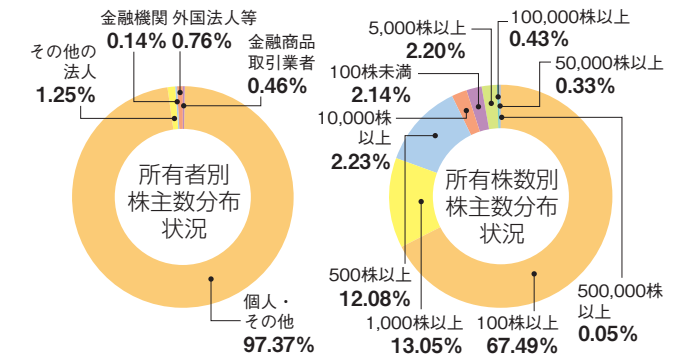 金融機関
0.14%
外国法人等
0.76%
金融商品
取引業者
0.46%
その他の
法人
1.25%
所有者別
株主数分布
状況
個人・
その他
97.37%
100,000株以上
0.43%
5,000株以上
2.20%
50,000株以上
0.33%
100株未満
2.14%
10,000株
以上
2.23%
所有株数別
株主数分布
状況
500株以上
12.08%
1,000株以上
13.05%
100株以上
67.49%
500,000株
以上
0.05%